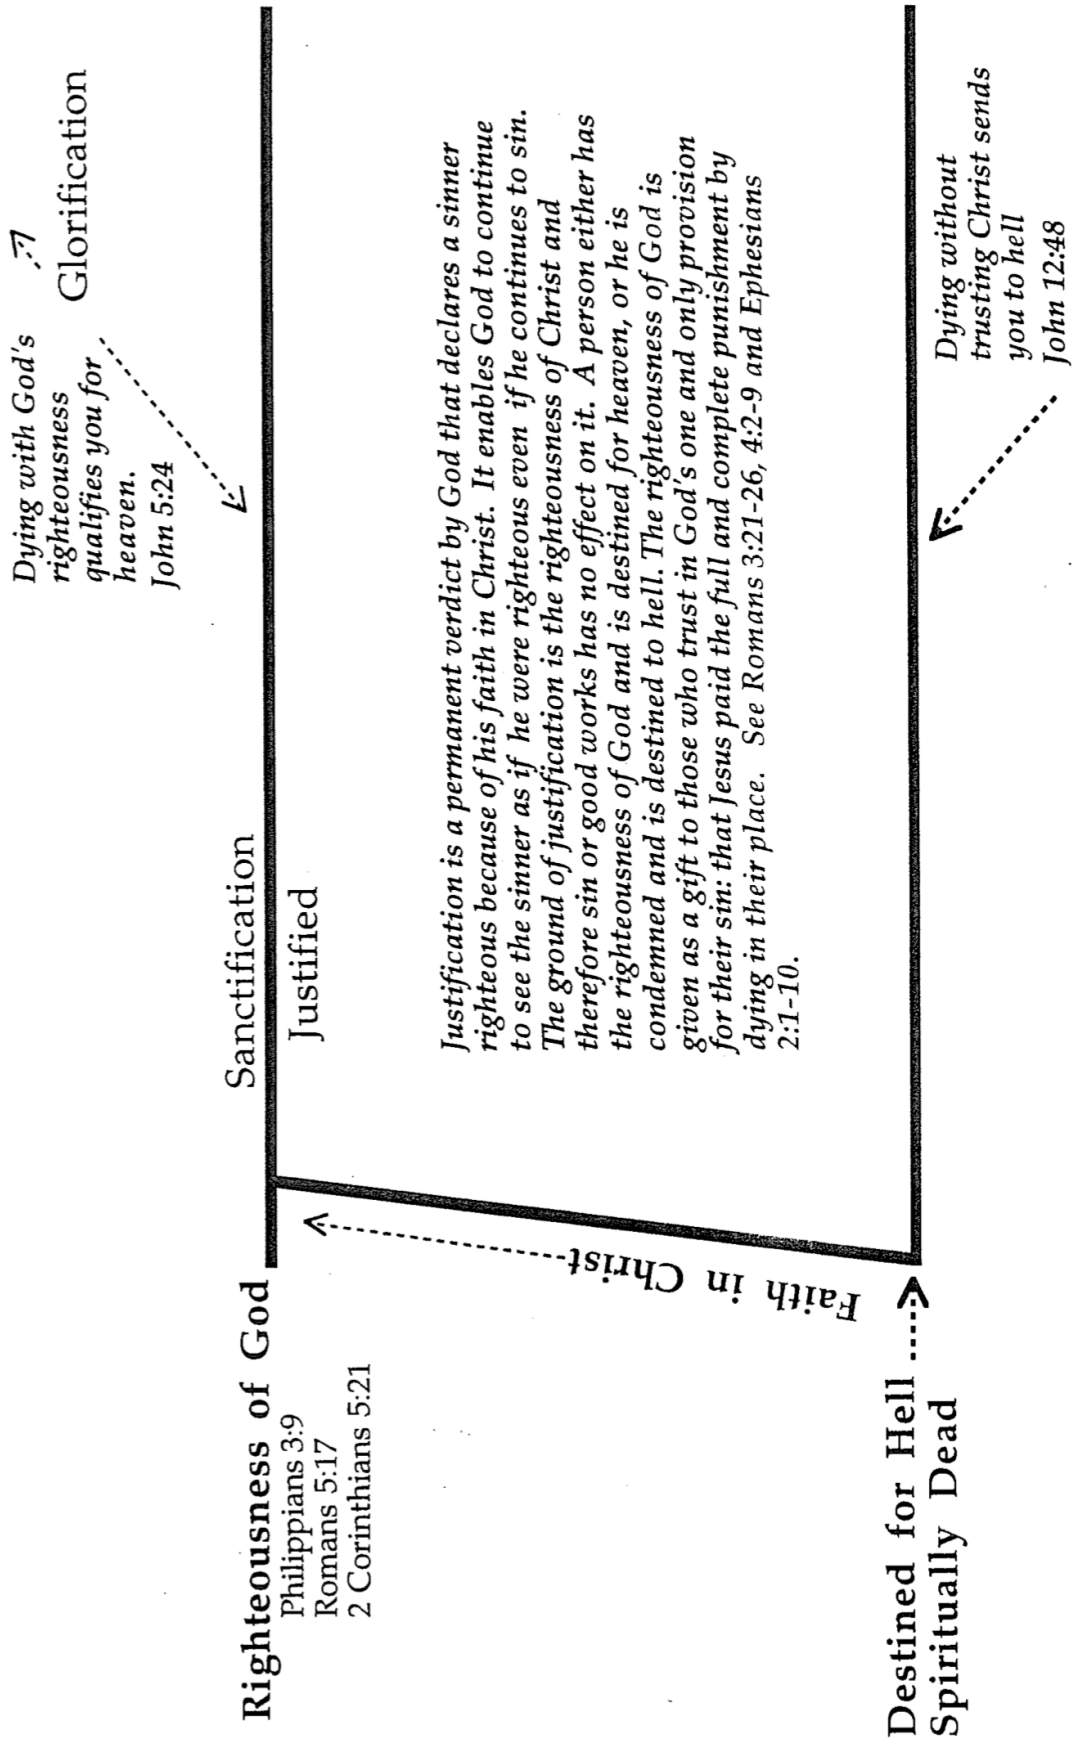 Dying with God's
righteousness
qualifies you for
heaven.
John 5:24
Glorification
Sanctification
Justified
Righteousness of God
Philippians 3:9
Romans 5:17
2 Corinthians 5:21
Faith in Christ
Justification is a permanent verdict by God that declares a sinner
righteous because of his faith in Christ. It enables God to continue
to see the sinner as if he were righteous even if he continues to sin.
The ground of justification is the righteousness of Christ and
therefore sin or good works has no effect on it. A person either has
the righteousness of God and is destined for heaven, or he is
condemned and is destined to hell. The righteousness of God is
given as a gift to those who trust in God's one and only provision
for their sin: that Jesus paid the full and complete punishment by
dying in their place. See Romans 3:21-26, 4:2-9 and Ephesians
2:1-10.
Destined for Hell
Spiritually Dead
Dying without
trusting Christ sends
you to hell
John 12:48